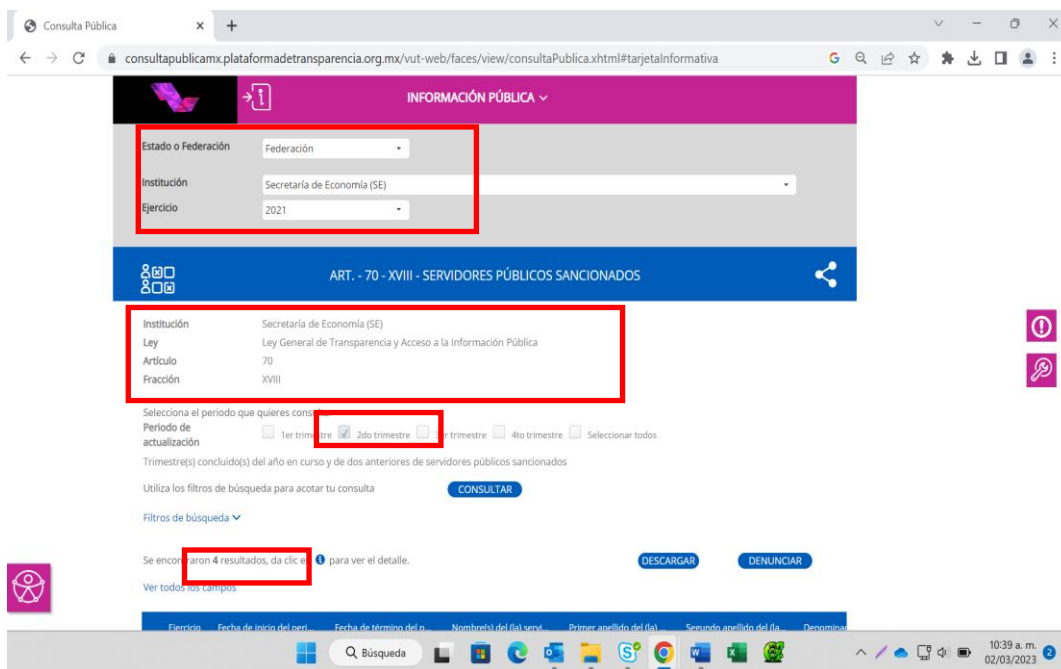 Consulta Pública
consultapublicamx.plataformadetransparencia.org.mx/vut-web/faces/view/consultaPublica.xhtml#tarjetaInformativa
INFORMACIÓN PÚBLICA
Estado o Federación Federación
Institución Secretaría de Economía (SE)
Ejercicio 2021
ART. - 70 - XVIII - SERVIDORES PÚBLICOS SANCIONADOS
Institución Secretaría de Economía (SE)
Ley Ley General de Transparencia y Acceso a la Información Pública
Artículo 70
Fracción XVIII
Selecciona el periodo que quieres
Periodo de
actualización 1er trimestre 2do trimestre 3er trimestre 4to trimestre Seleccionar todos
Trimestre(s) concluido(s) del año en curso y de dos anteriores de servidores públicos sancionados
Utiliza los filtros de búsqueda para acotar tu consulta CONSULTAR
Filtros de búsqueda
Se encontraron 4 resultados, da clic en para ver el detalle. DESCARGAR DENUNCIAR
Ver todos los campos
Ejercicio Fecha de inicio del peri... Fecha de término del p... Nombre(s) del (la) servi... Primer apellido del (la) ... Segundo apellido del (la... Denominac
Búsqueda
10:39 a. m.
02/03/2023 2